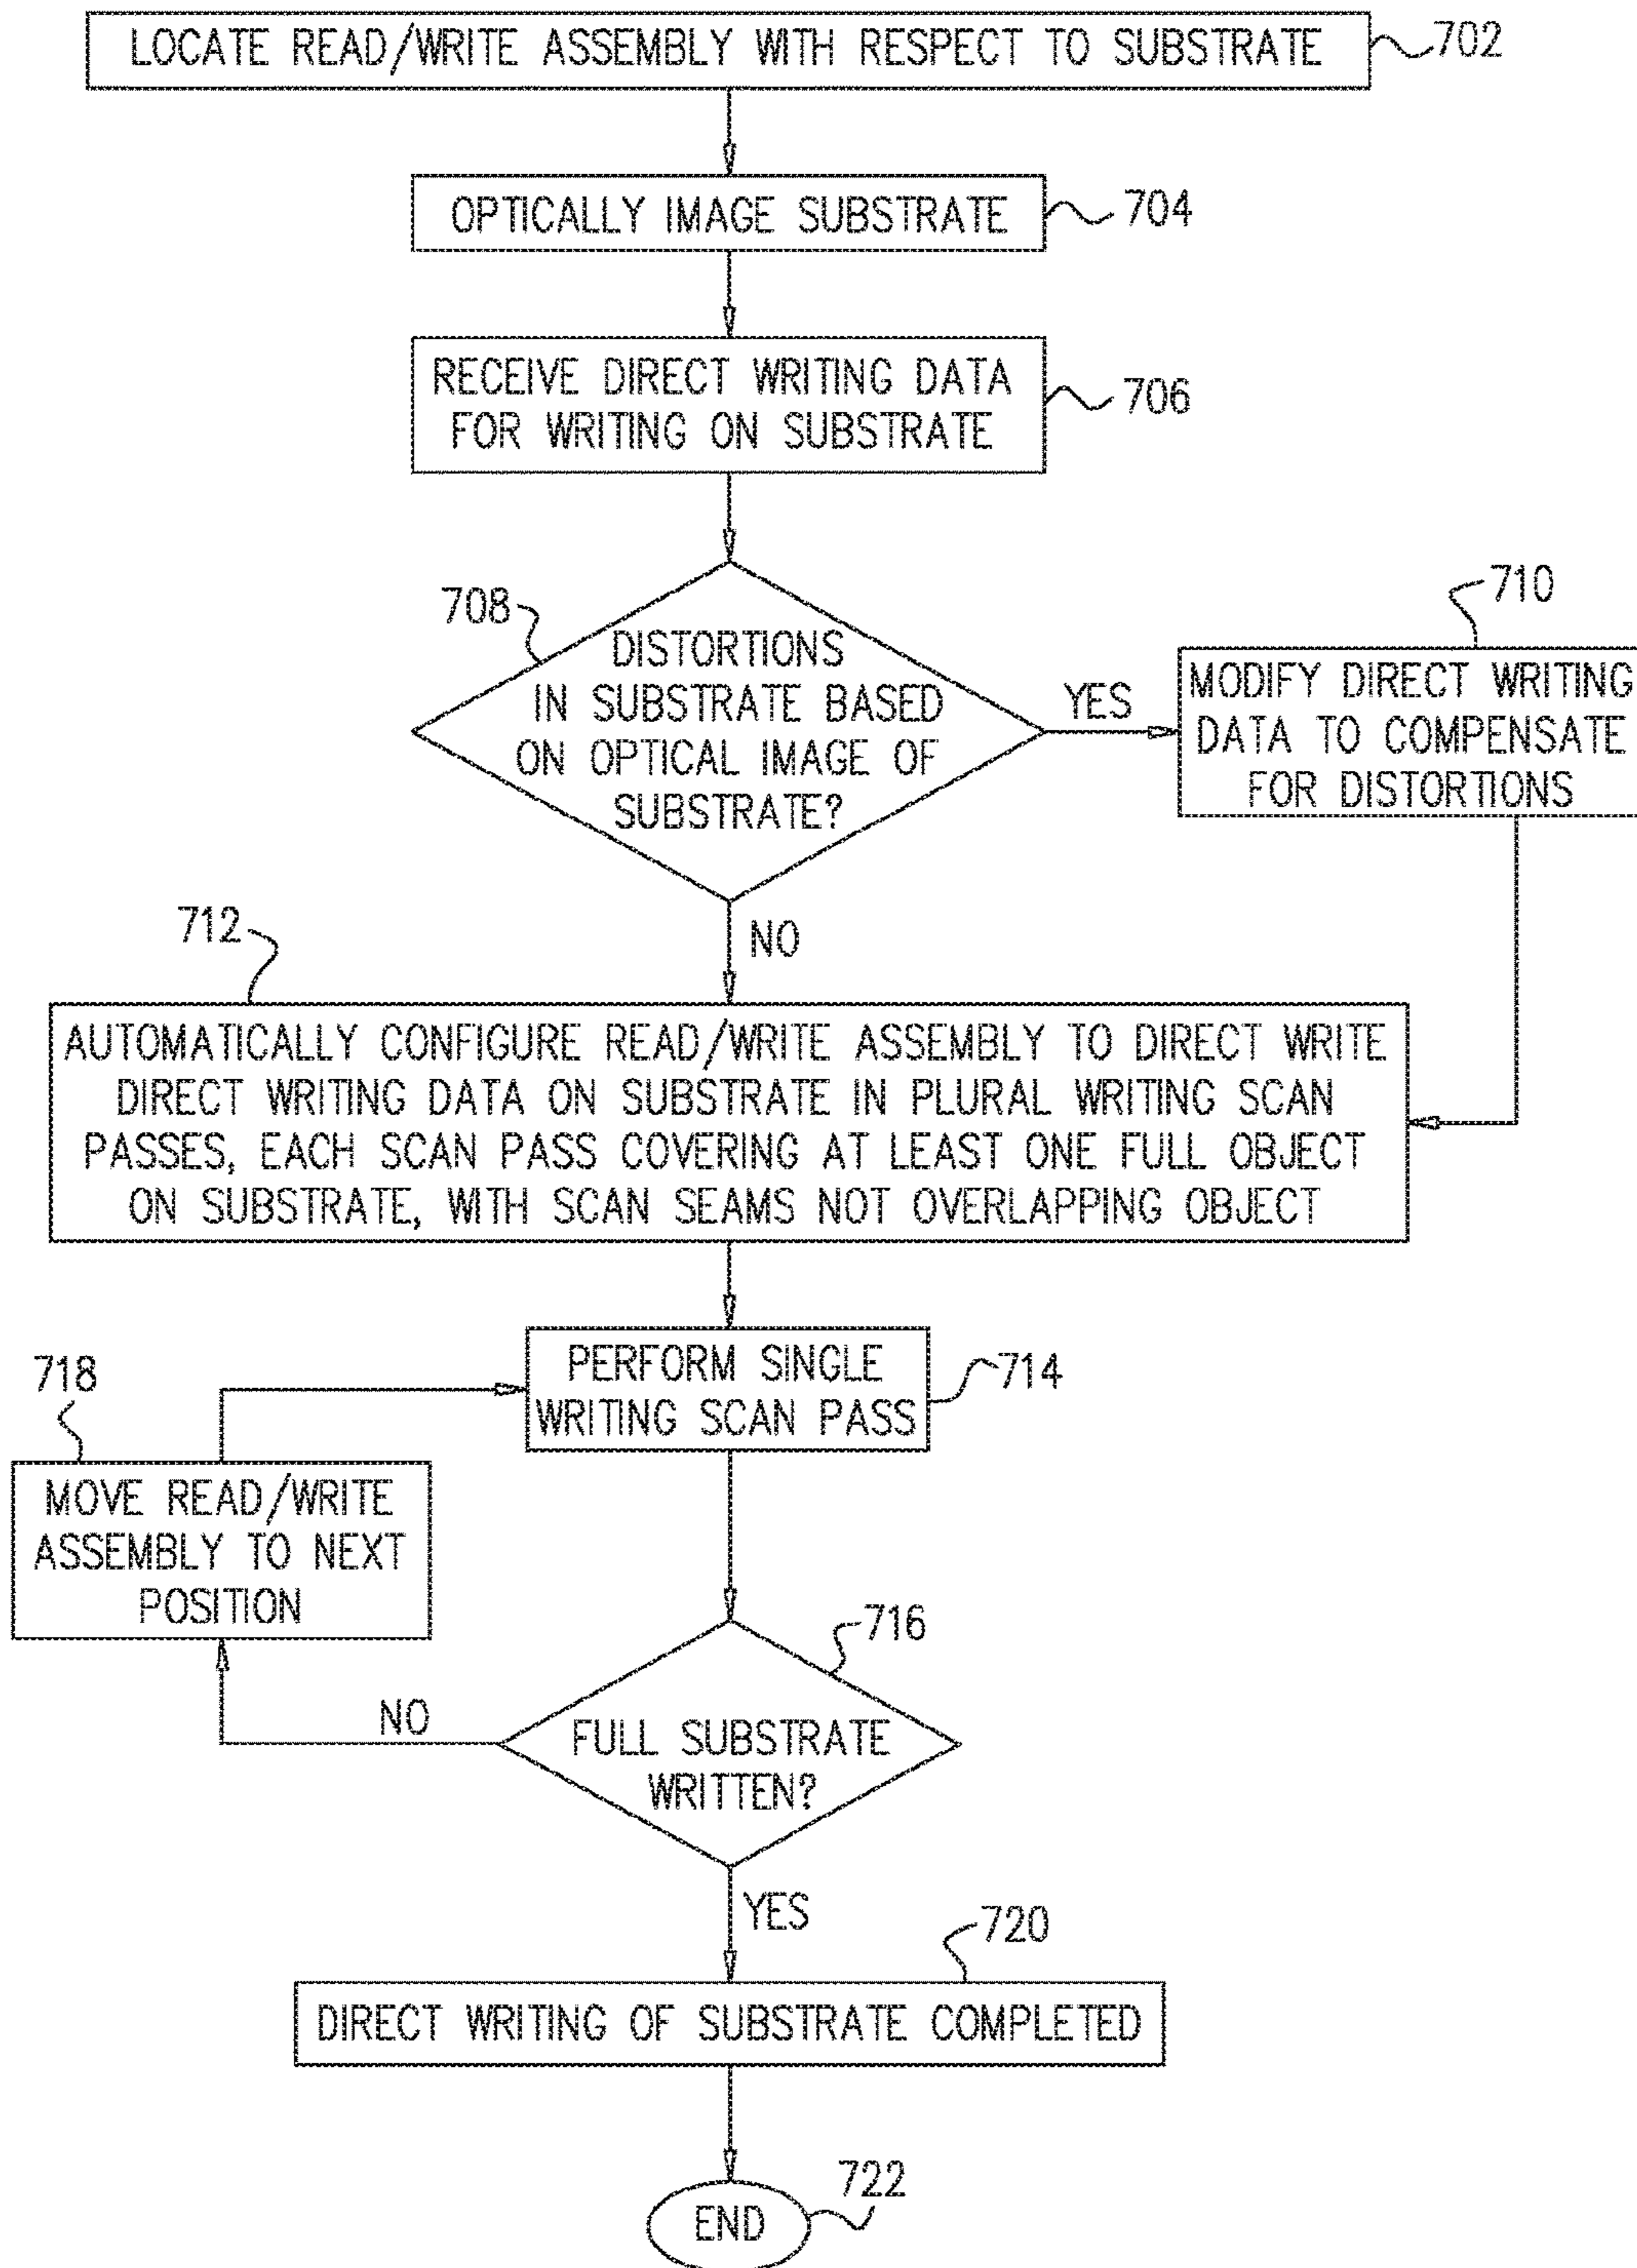 LOCATE READ/WRITE ASSEMBLY WITH RESPECT TO SUBSTRATE
702
OPTICALLY IMAGE SUBSTRATE
704
RECEIVE DIRECT WRITING DATA
FOR WRITING ON SUBSTRATE
706
708
DISTORTIONS
IN SUBSTRATE BASED
ON OPTICAL IMAGE OF
SUBSTRATE?
YES
710
MODIFY DIRECT WRITING
DATA TO COMPENSATE
FOR DISTORTIONS
NO
712
AUTOMATICALLY CONFIGURE READ/WRITE ASSEMBLY TO DIRECT WRITE
DIRECT WRITING DATA ON SUBSTRATE IN PLURAL WRITING SCAN
PASSES, EACH SCAN PASS COVERING AT LEAST ONE FULL OBJECT
ON SUBSTRATE, WITH SCAN SEAMS NOT OVERLAPPING OBJECT
PERFORM SINGLE
WRITING SCAN PASS
714
718
MOVE READ/WRITE
ASSEMBLY TO NEXT
POSITION
716
FULL SUBSTRATE
WRITTEN?
NO
YES
720
DIRECT WRITING OF SUBSTRATE COMPLETED
722
END